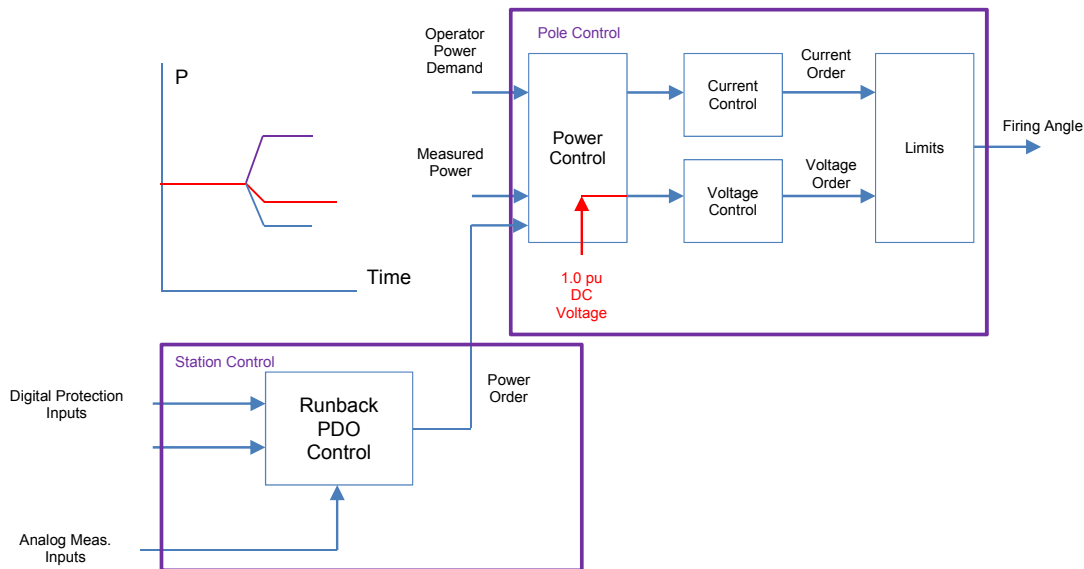 Operator
Power
Demand
Pole Control
P
Current
Control
Current
Order
Firing Angle
Measured
Power
Power
Control
Limits
Voltage
Control
Voltage
Order
Time
1.0 pu
DC
Voltage
Station Control
Digital Protection
Inputs
Runback
PDO
Control
Power
Order
Analog Meas.
Inputs